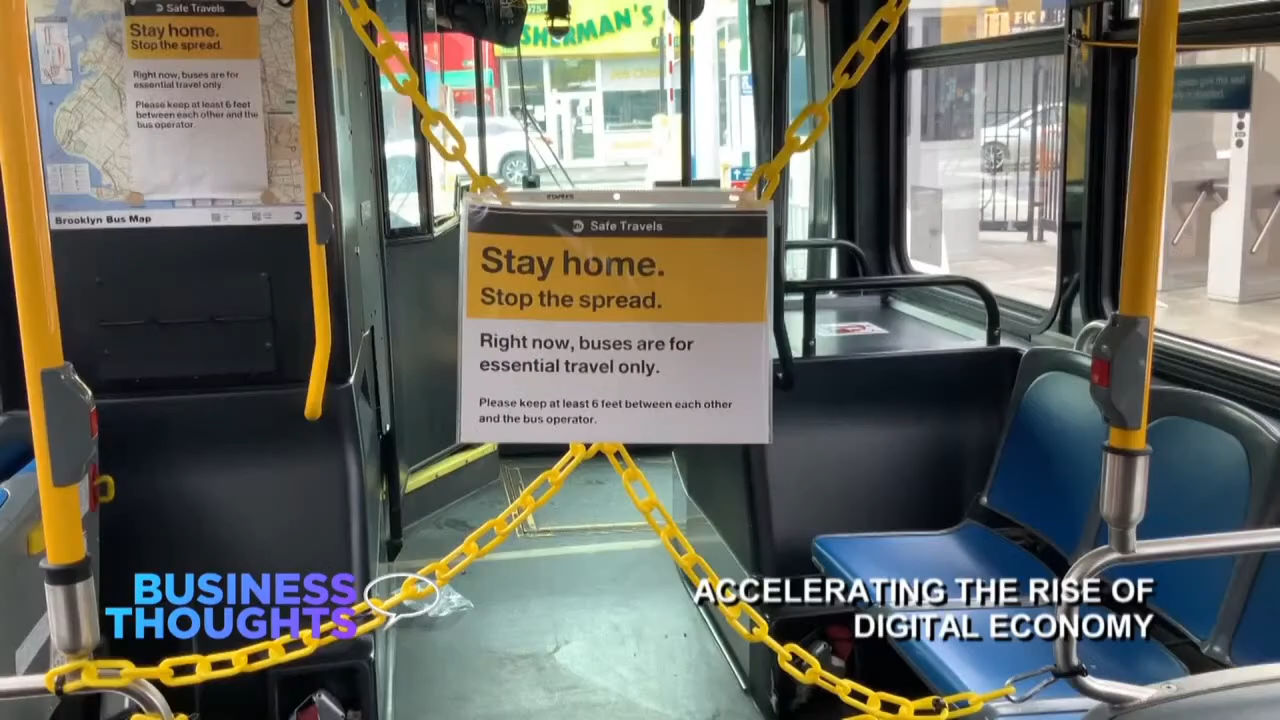 Safe Travels
Stay home.
Stop the spread.
Right now, buses are for
essential travel only.
Please keep at least 6 feet
between each other and the
bus operator.
Brooklyn Bus Map
SHERMAN'S
STAPLES
Safe Travels
Stay home.
Stop the spread.
Right now, buses are for
essential travel only.
Please keep at least 6 feet between each other
and the bus operator.
BUSINESS
THOUGHTS
ACCELERATING THE RISE OF
DIGITAL ECONOMY